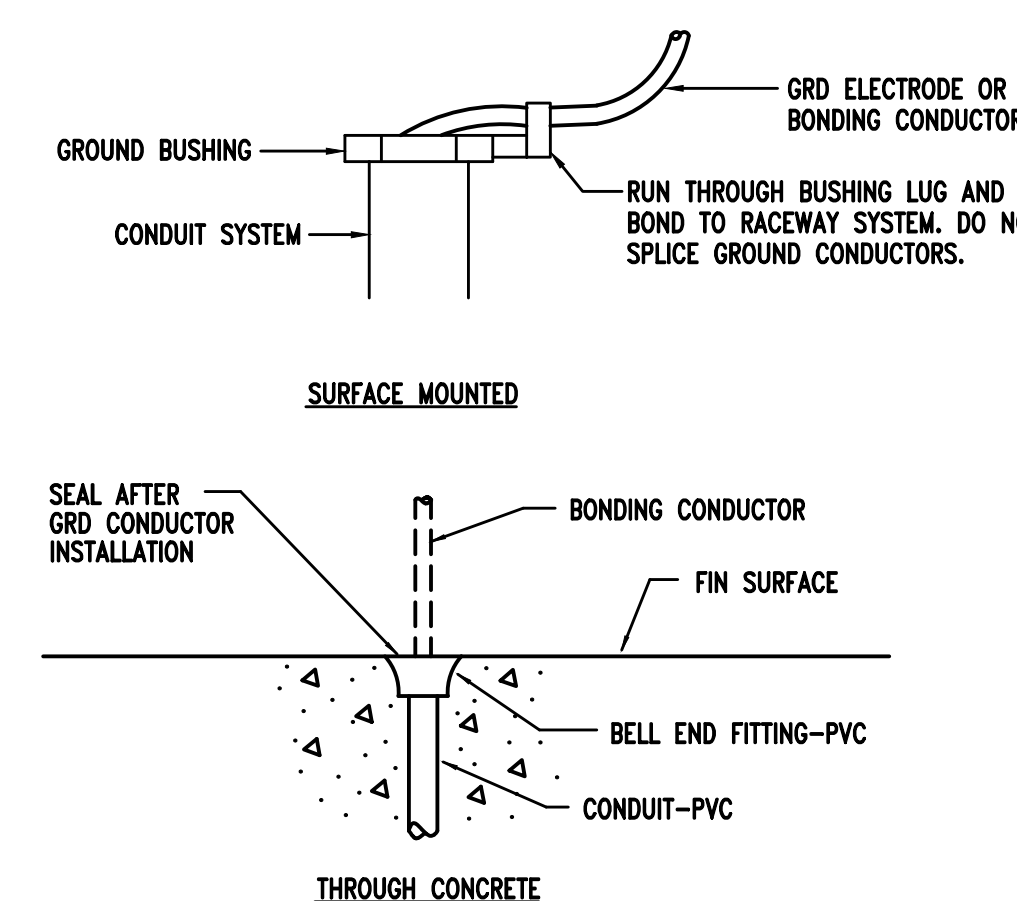 GRD ELECTRODE OR
BONDING CONDUCTOR
GROUND BUSHING
RUN THROUGH BUSHING LUG AND
BOND TO RACEWAY SYSTEM. DO
SPLICE GROUND CONDUCTORS.
CONDUIT SYSTEM
SURFACE MOUNTED
SEAL AFTER
GRD CONDUCTOR
INSTALLATION
BONDING CONDUCTOR
FIN SURFACE
BELL END FITTING-PVC
CONDUIT-PVC
THROUGH CONCRETE